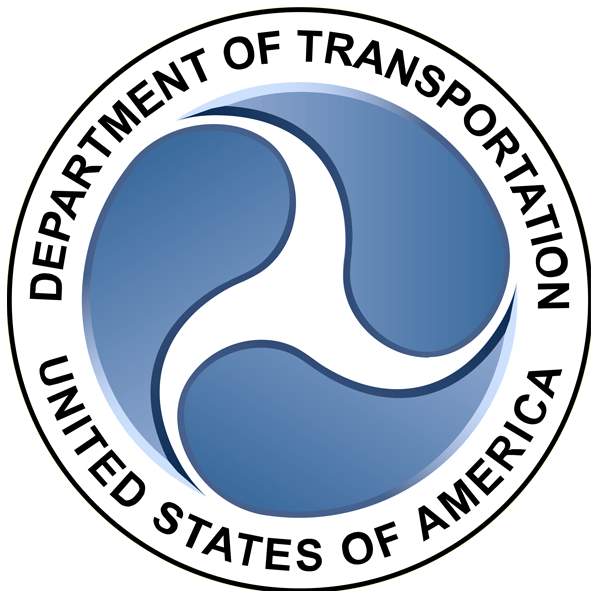 DEPARTMENT OF TRANSPORTATION
UNITED STATES OF AMERICA